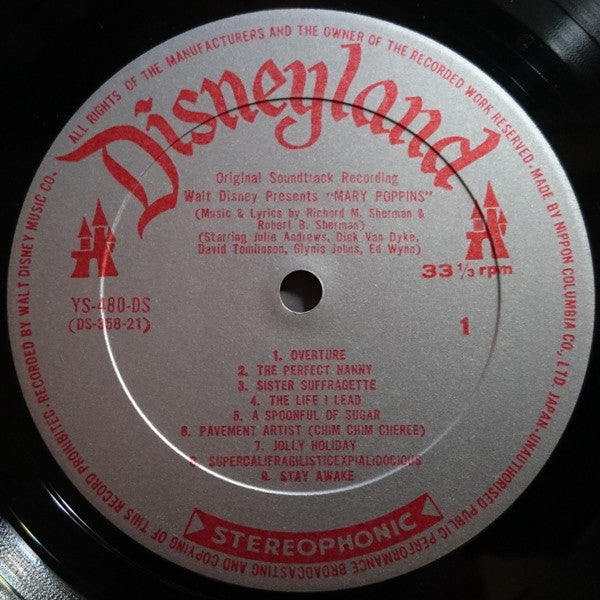 ALL RIGHTS OF THE MANUFACTURERS AND THE OWNER OF THE RECORDED WORK RESERVED. MADE BY NIPPON COLUMBIA CO., LTD. JAPAN. UNAUTHORISED PUBLIC PERFORMANCE BROADCASTING AND COPYING OF THIS RECORD PROHIBITED. RECORDED BY WALT DISNEY MUSIC CO.
Disneyland
Original Soundtrack Recording
Walt Disney Presents "MARY POPPINS"
(Music & Lyrics by Richard M. Sherman &
Robert B. Sherman)
(Starring Julie Andrews, Dick Van Dyke,
David Tomlinson, Glynis Johns, Ed Wynn)
33 1/3 rpm
YS-480-DS
(DS-358-21)
1
1. OVERTURE
2. THE PERFECT NANNY
3. SISTER SUFFRAGETTE
4. THE LIFE I LEAD
5. A SPOONFUL OF SUGAR
6. PAVEMENT ARTIST (CHIM CHIM CHEREE)
7. JOLLY HOLIDAY
8. SUPERCALIFRAGILISTICEXPIALIDOCIOUS
9. STAY AWAKE
STEREOPHONIC